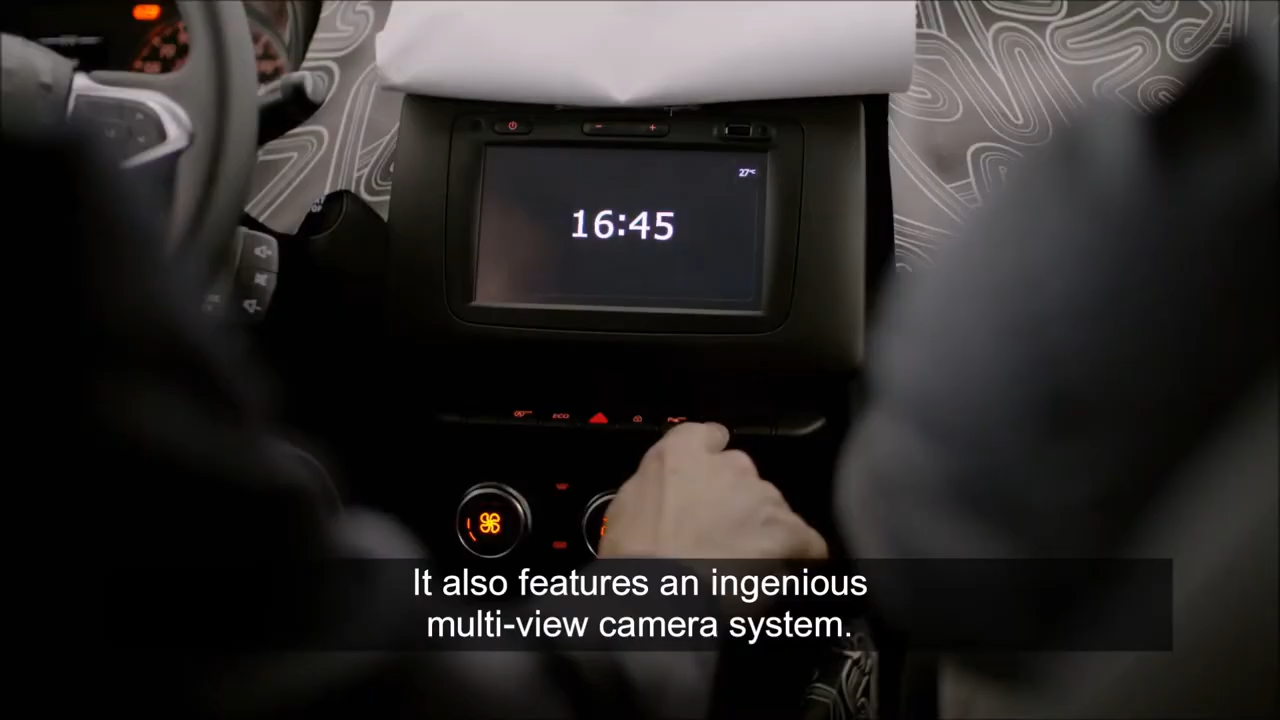 27°C
16:45
ECO
It also features an ingenious
multi-view camera system.